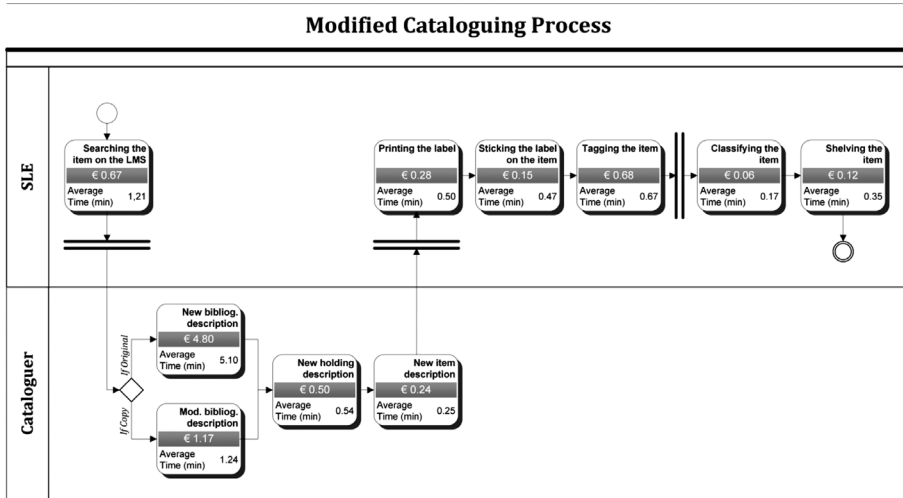 Modified Cataloguing Process
SLE
Searching the
item on the LMS
€ 0.67
Average
Time (min)
1,21
Printing the label
€ 0.28
Average
Time (min)
0.50
Sticking the label
on the item
€ 0.15
Average
Time (min)
0.47
Tagging the item
€ 0.68
Average
Time (min)
0.67
Classifying the
item
€ 0.06
Average
Time (min)
0.17
Shelving the
item
€ 0.12
Average
Time (min)
0.35
Cataloguer
If Original
If Copy
New bibliog.
description
€ 4.80
Average
Time (min)
5.10
Mod. bibliog.
description
€ 1.17
Average
Time (min)
1.24
New holding
description
€ 0.50
Average
Time (min)
0.54
New item
description
€ 0.24
Average
Time (min)
0.25